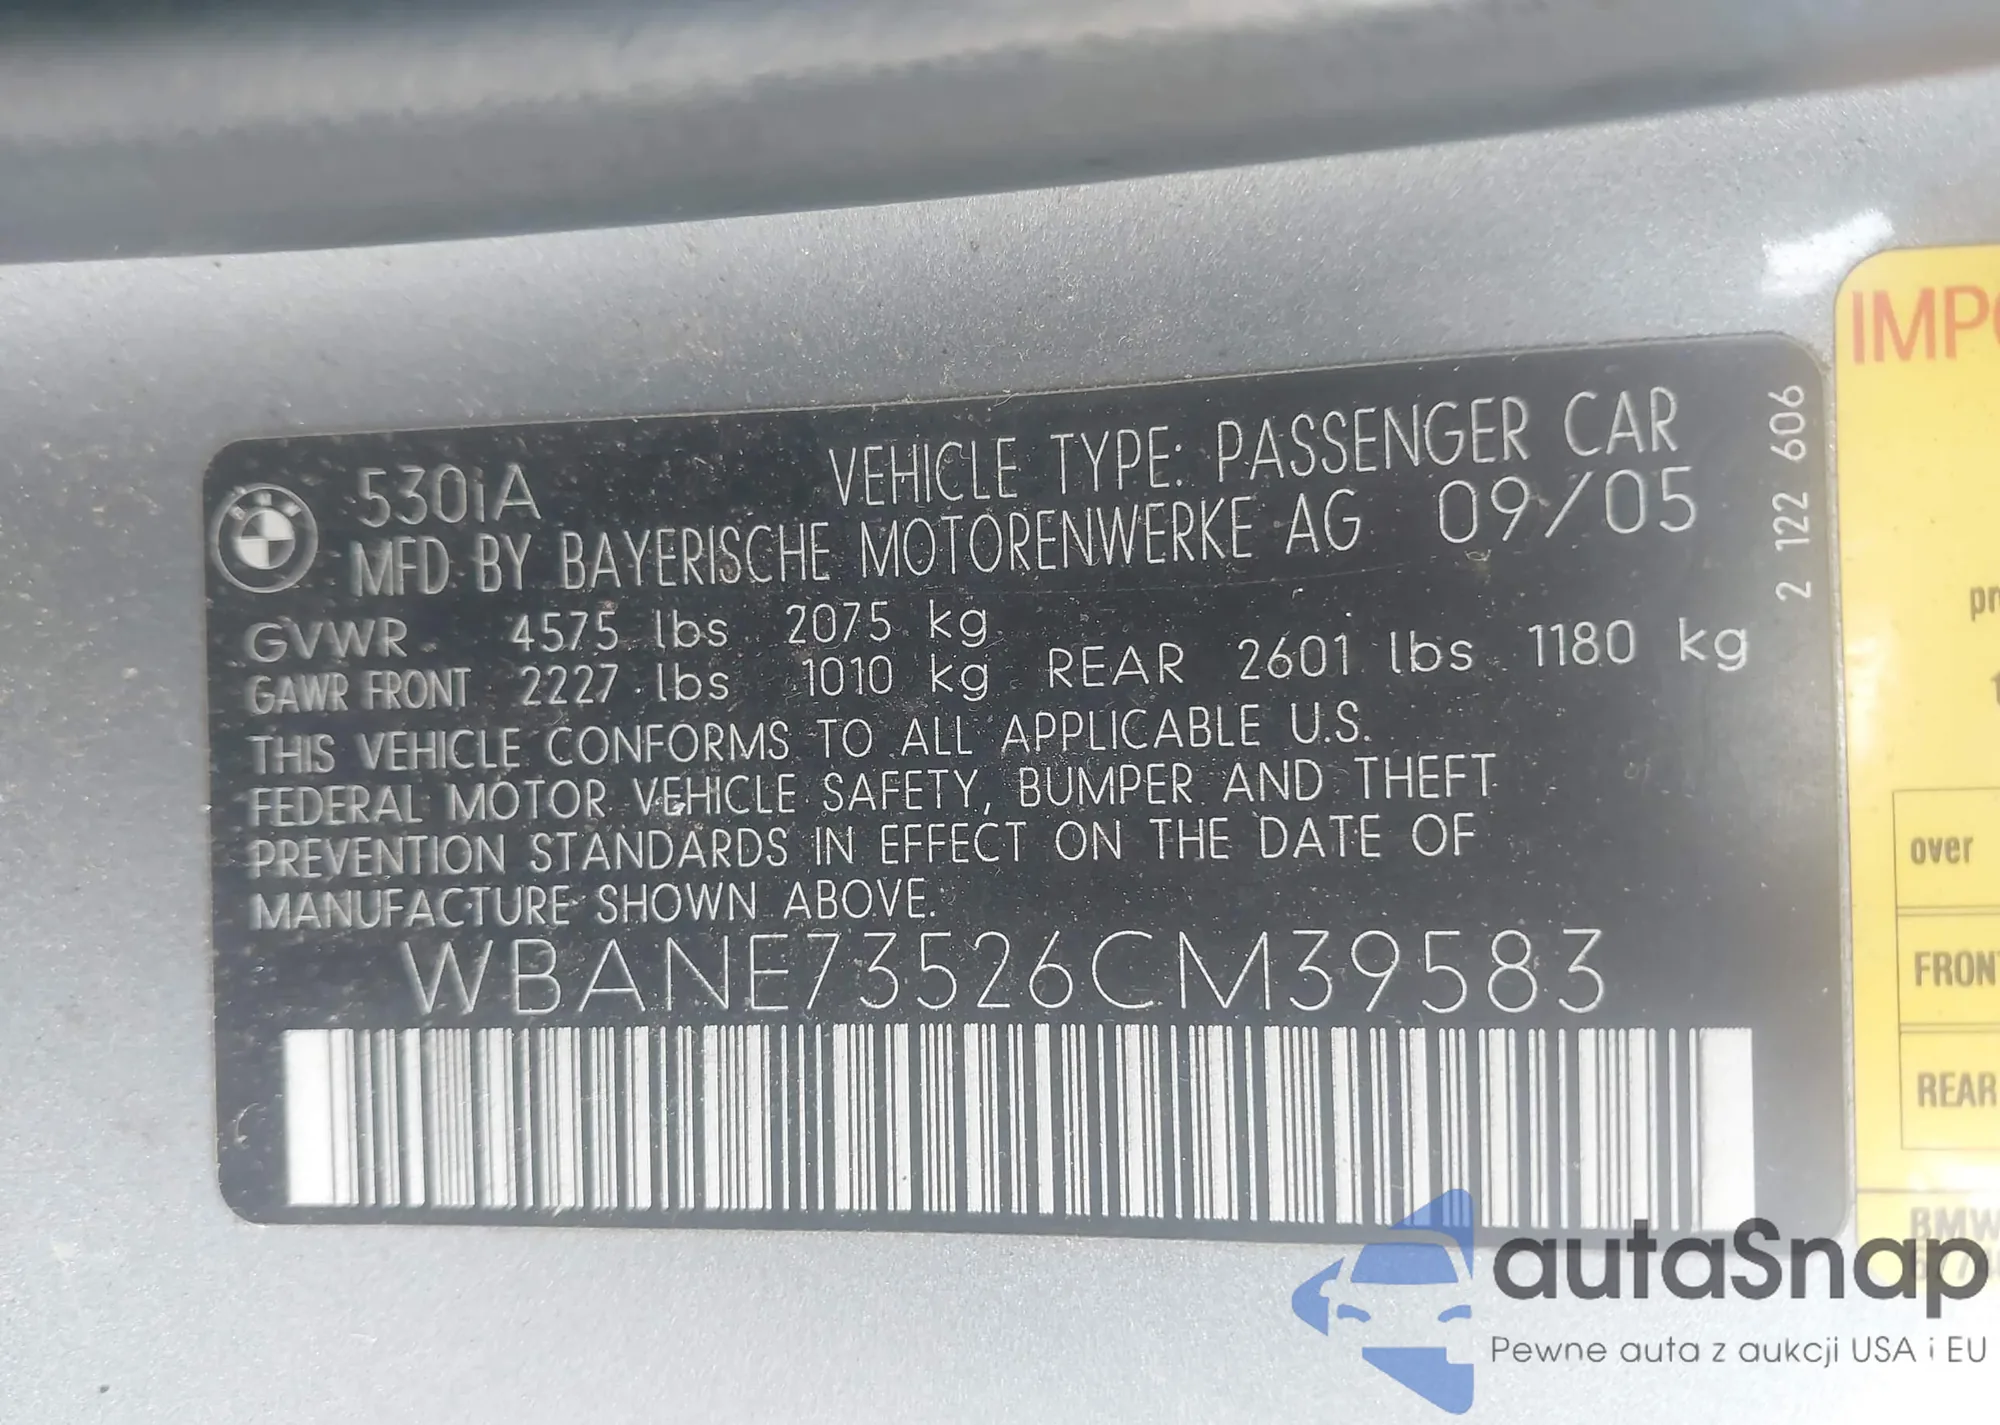 530iA VEHICLE TYPE: PASSENGER CAR
MFD BY BAYERISCHE MOTORENWERKE AG 09/05
GVWR 4575 lbs 2075 kg
GAWR FRONT 2227 lbs 1010 kg REAR 2601 lbs 1180 kg
THIS VEHICLE CONFORMS TO ALL APPLICABLE U.S.
FEDERAL MOTOR VEHICLE SAFETY, BUMPER AND THEFT
PREVENTION STANDARDS IN EFFECT ON THE DATE OF
MANUFACTURE SHOWN ABOVE.
WBANE73526CM39583
2 122 606
IMPO
pr
t
over
FRONT
REAR
BMW
autaSnap
Pewne auta z aukcji USA i EU